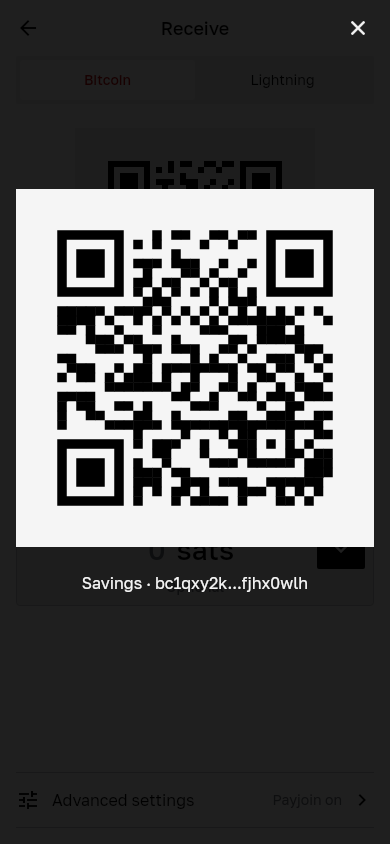 Receive
Bitcoin
Lightning
0 sats
Savings · bc1qxy2k...fjhx0wlh
Advanced settings
Payjoin on